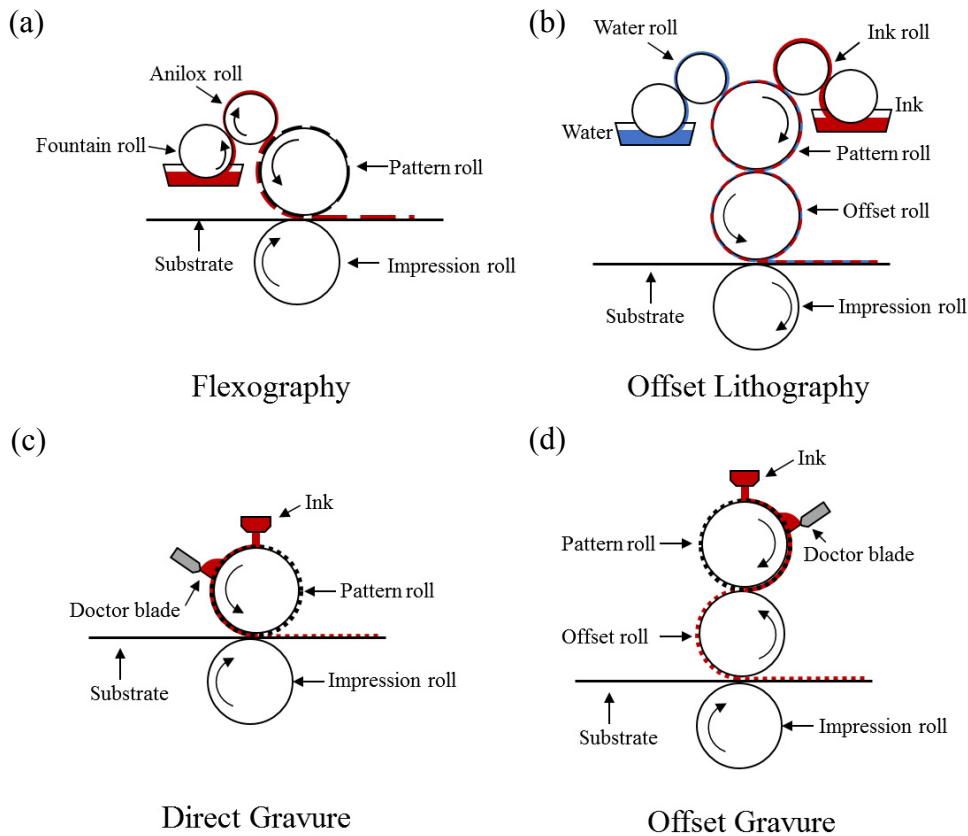 (a)
Anilox roll
Fountain roll
Pattern roll
Substrate
Impression roll
Flexography
(b)
Water roll
Ink roll
Water
Ink
Pattern roll
Offset roll
Substrate
Impression roll
Offset Lithography
(c)
Ink
Doctor blade
Pattern roll
Substrate
Impression roll
Direct Gravure
(d)
Ink
Pattern roll
Doctor blade
Offset roll
Substrate
Impression roll
Offset Gravure